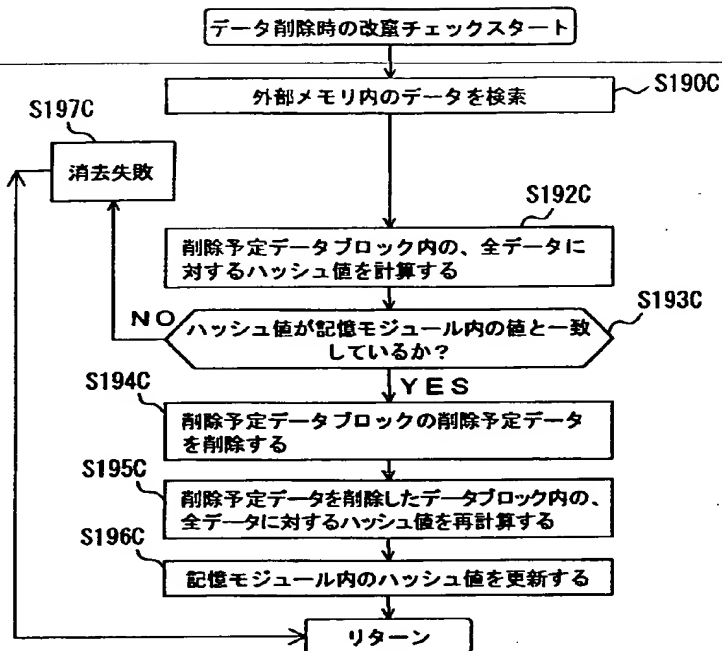 データ削除時の改竄チェックスタート
S190C
外部メモリ内のデータを検索
S197C
消去失敗
S192C
削除予定データブロック内の、全データに
対するハッシュ値を計算する
S193C
NO
ハッシュ値が記憶モジュール内の値と一致
しているか？
YES
S194C
削除予定データブロックの削除予定データ
を削除する
S195C
削除予定データを削除したデータブロック内の、
全データに対するハッシュ値を再計算する
S196C
記憶モジュール内のハッシュ値を更新する
リターン